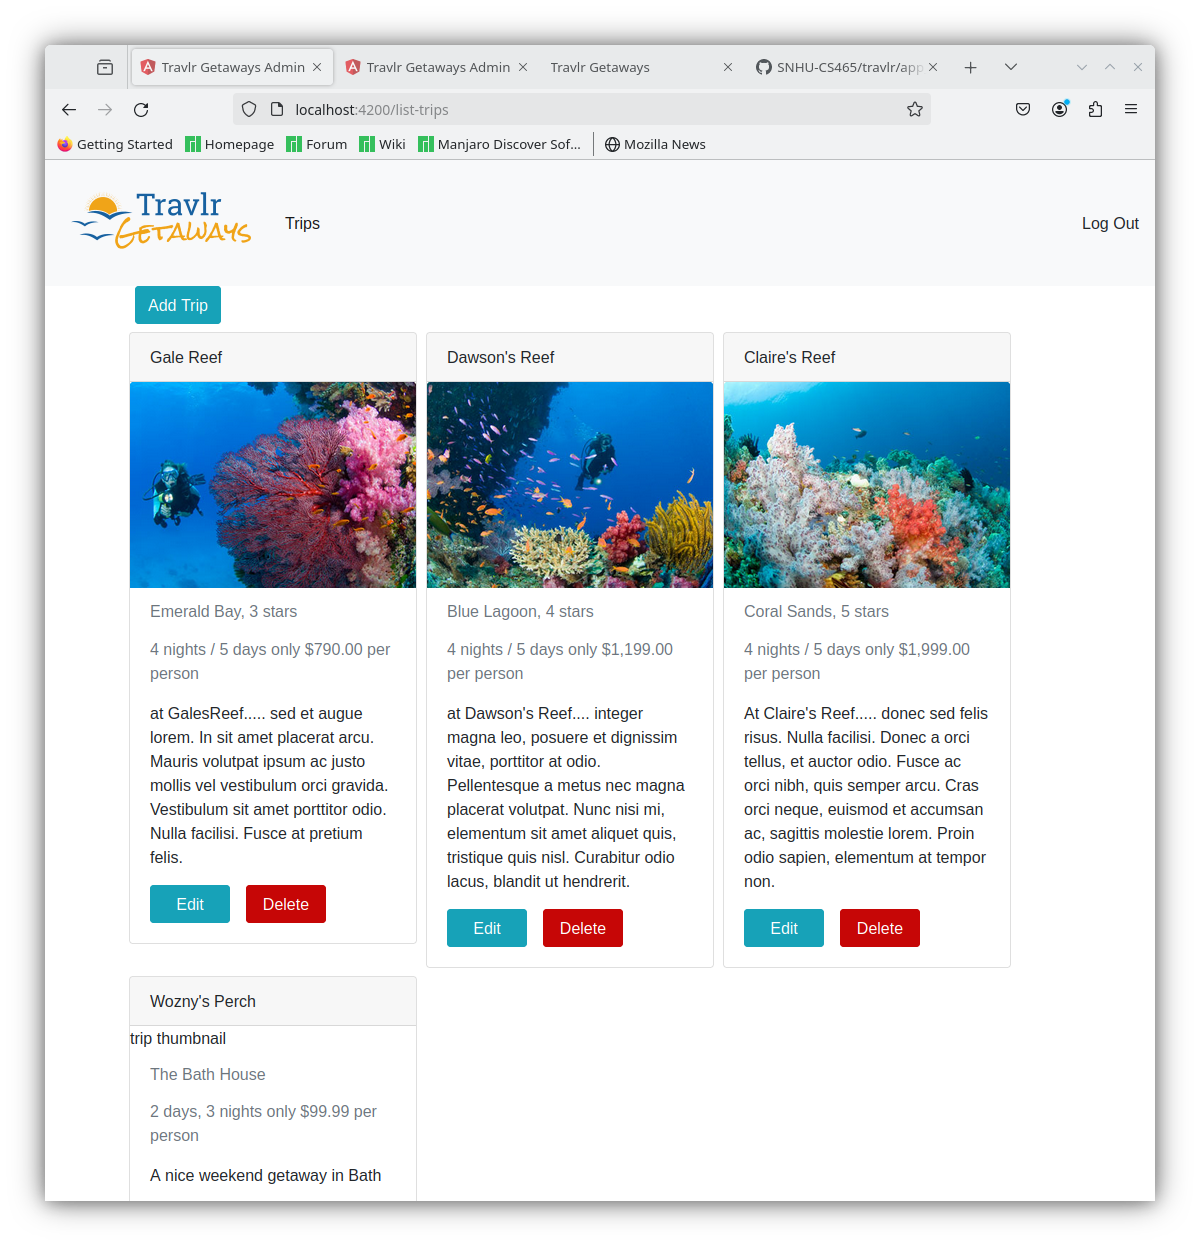 Travlr Getaways Admin
Travlr Getaways Admin
Travlr Getaways
SNHU-CS465/travlr/app
localhost:4200/list-trips
Getting Started
Homepage
Forum
Wiki
Manjaro Discover Sof...
Mozilla News
Travlr
Getaways
Trips
Log Out
Add Trip
Gale Reef
Emerald Bay, 3 stars
4 nights / 5 days only $790.00 per
person
at GalesReef..... sed et augue
lorem. In sit amet placerat arcu.
Mauris volutpat ipsum ac justo
mollis vel vestibulum orci gravida.
Vestibulum sit amet porttitor odio.
Nulla facilisi. Fusce at pretium
felis.
Edit
Delete
Dawson's Reef
Blue Lagoon, 4 stars
4 nights / 5 days only $1,199.00
per person
at Dawson's Reef.... integer
magna leo, posuere et dignissim
vitae, porttitor at odio.
Pellentesque a metus nec magna
placerat volutpat. Nunc nisi mi,
elementum sit amet aliquet quis,
tristique quis nisl. Curabitur odio
lacus, blandit ut hendrerit.
Edit
Delete
Claire's Reef
Coral Sands, 5 stars
4 nights / 5 days only $1,999.00
per person
At Claire's Reef..... donec sed felis
risus. Nulla facilisi. Donec a orci
tellus, et auctor odio. Fusce ac
orci nibh, quis semper arcu. Cras
orci neque, euismod et accumsan
ac, sagittis molestie lorem. Proin
odio sapien, elementum at tempor
non.
Edit
Delete
Wozny's Perch
trip thumbnail
The Bath House
2 days, 3 nights only $99.99 per
person
A nice weekend getaway in Bath